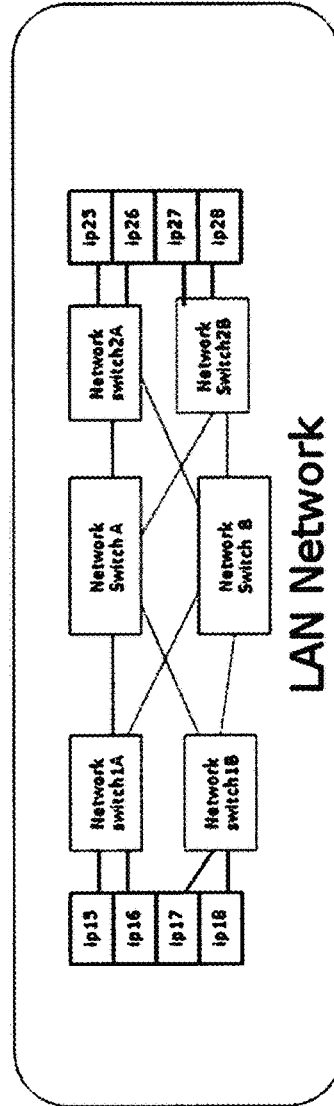 ip15
ip16
ip17
ip18
Network
switch1A
Network
switch1B
Network
Switch A
Network
Switch B
Network
switch2A
Network
Switch2B
ip25
ip26
ip27
ip28
LAN Network